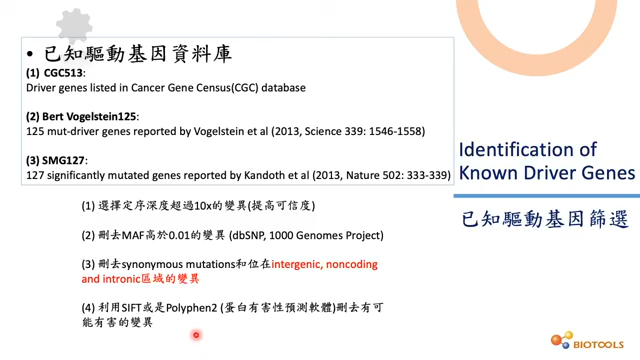 • 已知驅動基因資料庫
(1) CGC513:
Driver genes listed in Cancer Gene Census(CGC) database
(2) Bert Vogelstein125:
125 mut-driver genes reported by Vogelstein et al (2013, Science 339: 1546-1558)
(3) SMG127:
127 significantly mutated genes reported by Kandoth et al (2013, Nature 502: 333-339)
(1) 選擇定序深度超過10x的變異(提高可信度)
(2) 刪去MAF高於0.01的變異 (dbSNP, 1000 Genomes Project)
(3) 刪去synonymous mutations和位在intergenic, noncoding
and intronic區域的變異
(4) 利用SIFT或是Polyphen2 (蛋白有害性預測軟體)刪去有可
能有害的變異
Identification of
Known Driver Genes
已知驅動基因篩選
BIOTOOLS